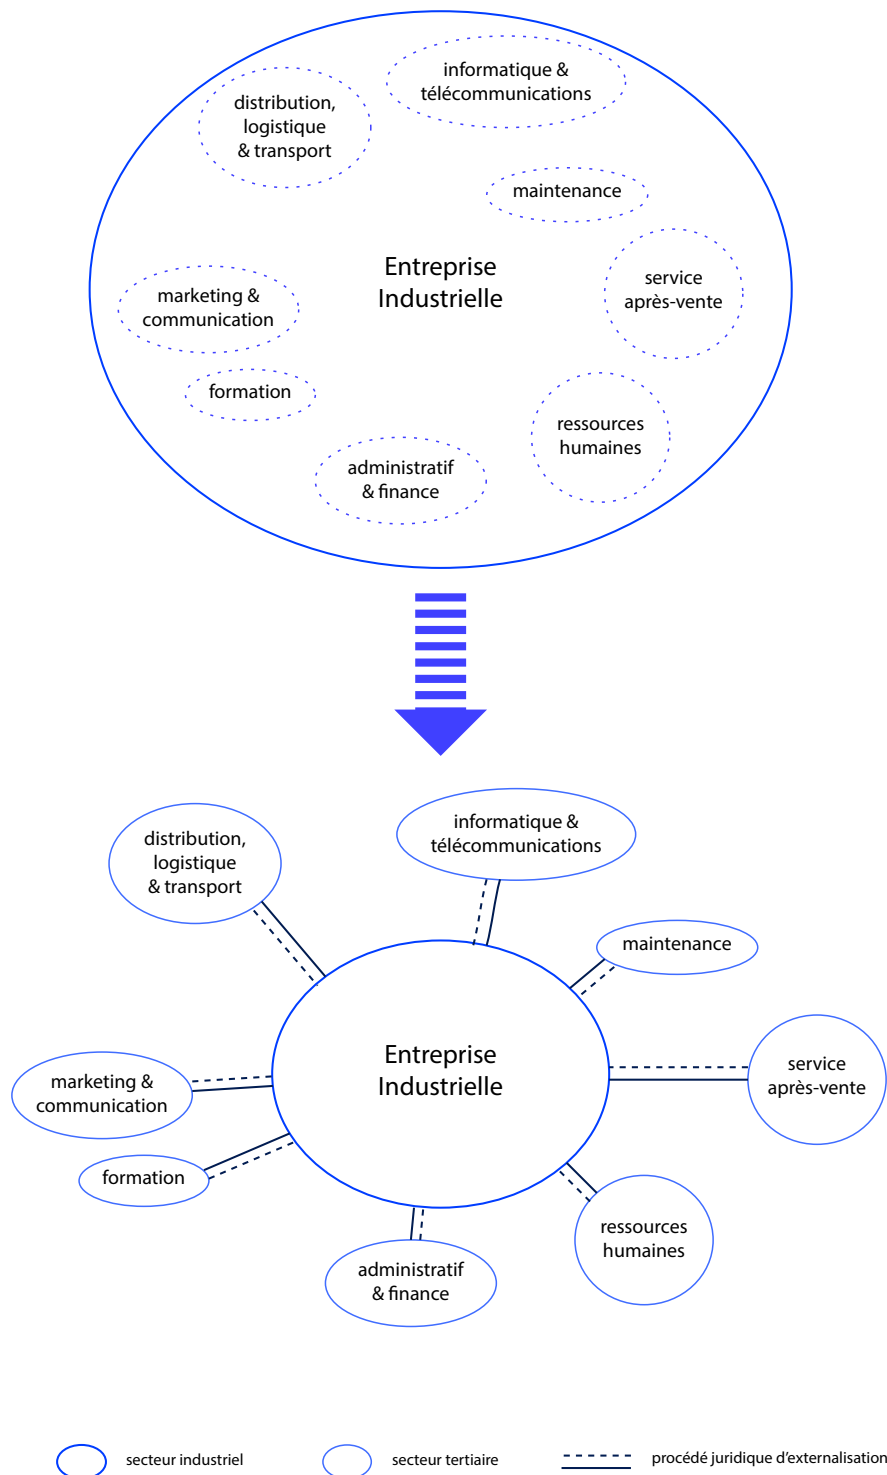 informatique &
télécommunications
distribution,
logistique
& transport
maintenance
Entreprise
Industrielle
service
après-vente
marketing &
communication
formation
ressources
humaines
administratif
& finance
informatique &
télécommunications
distribution,
logistique
& transport
maintenance
Entreprise
Industrielle
service
après-vente
marketing &
communication
formation
ressources
humaines
administratif
& finance
secteur industriel
secteur tertiaire
procédé juridique d'externalisation